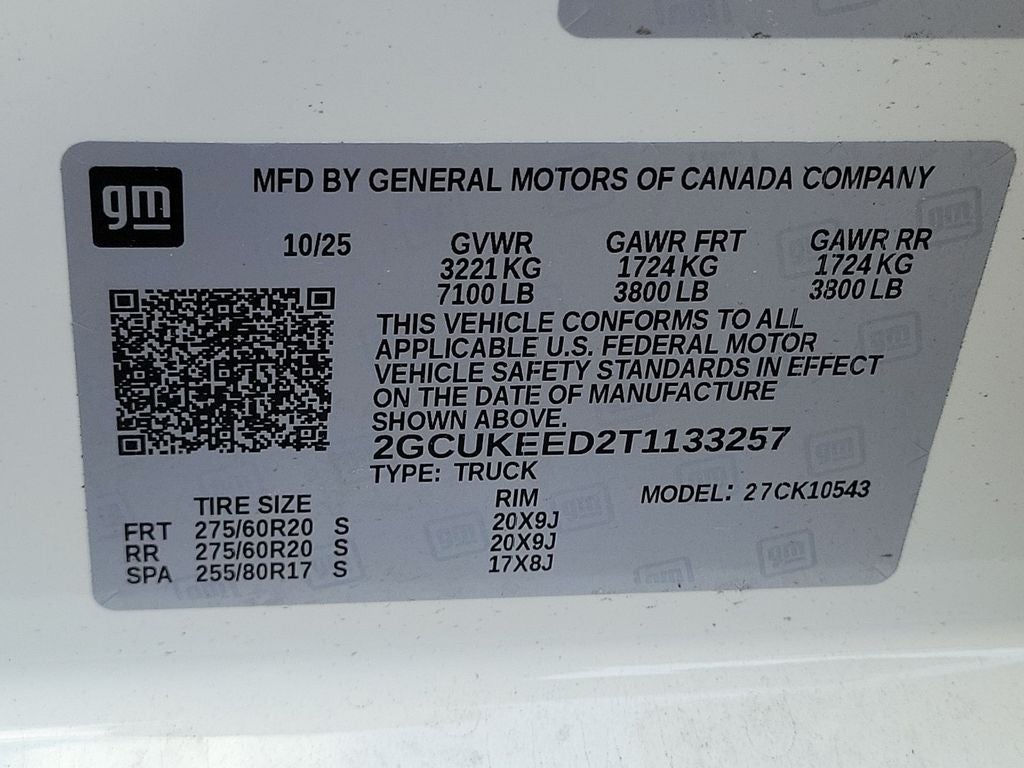 gm
MFD BY GENERAL MOTORS OF CANADA COMPANY
10/25 GVWR GAWR FRT GAWR RR
3221 KG 1724 KG 1724 KG
7100 LB 3800 LB 3800 LB
THIS VEHICLE CONFORMS TO ALL
APPLICABLE U.S. FEDERAL MOTOR
VEHICLE SAFETY STANDARDS IN EFFECT
ON THE DATE OF MANUFACTURE
SHOWN ABOVE.
2GCUKEED2T1133257
TYPE: TRUCK
TIRE SIZE RIM MODEL: 27CK10543
FRT 275/60R20 S 20X9J
RR 275/60R20 S 20X9J
SPA 255/80R17 S 17X8J